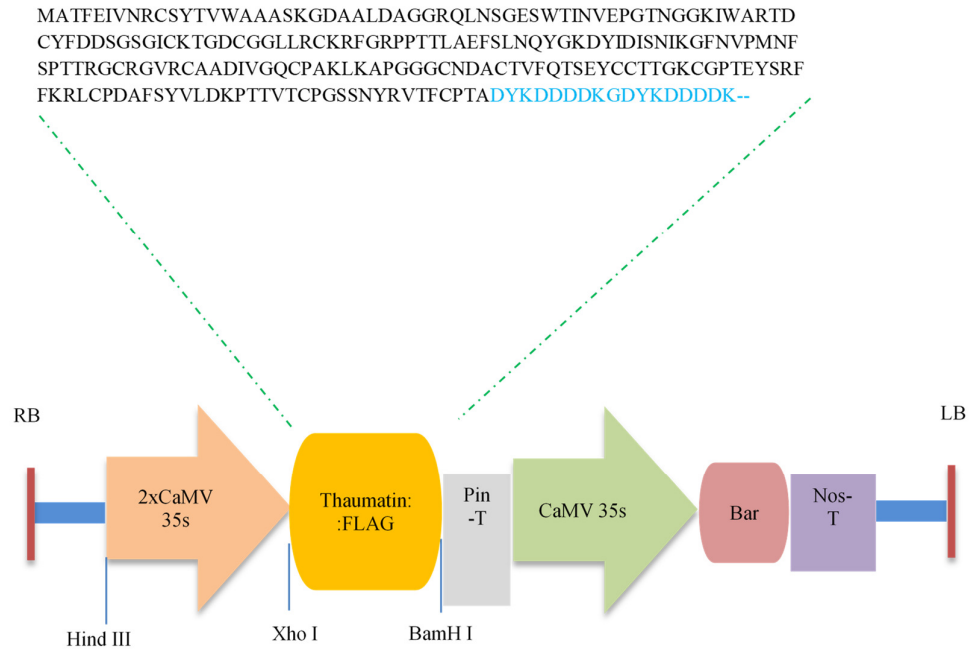 MATFEIVNRCSYTVWAAASKGDAALDAGGRQLNSGESWTINVEPGTNGGKIWARTD
CYFDDSGSGICKTGDCGGLLRCKRFGRPPTTLAEFSLNQYGKDYIDISNIKGFNVPMNF
SPTTRGCRGVRCAADIVGQCPAKLKAPGGGCNDACTVFQTSEYCCTTGKCGPTEYSRF
FKRLCPDAFSYVLDKPTTVTCPGSSNYRVTFCPTADYKDDDDKGDYKDDDDK--
RB
LB
2xCaMV
35s
Thaumatin:
:FLAG
Pin
-T
CaMV 35s
Bar
Nos-
T
Hind III
Xho I
BamH I